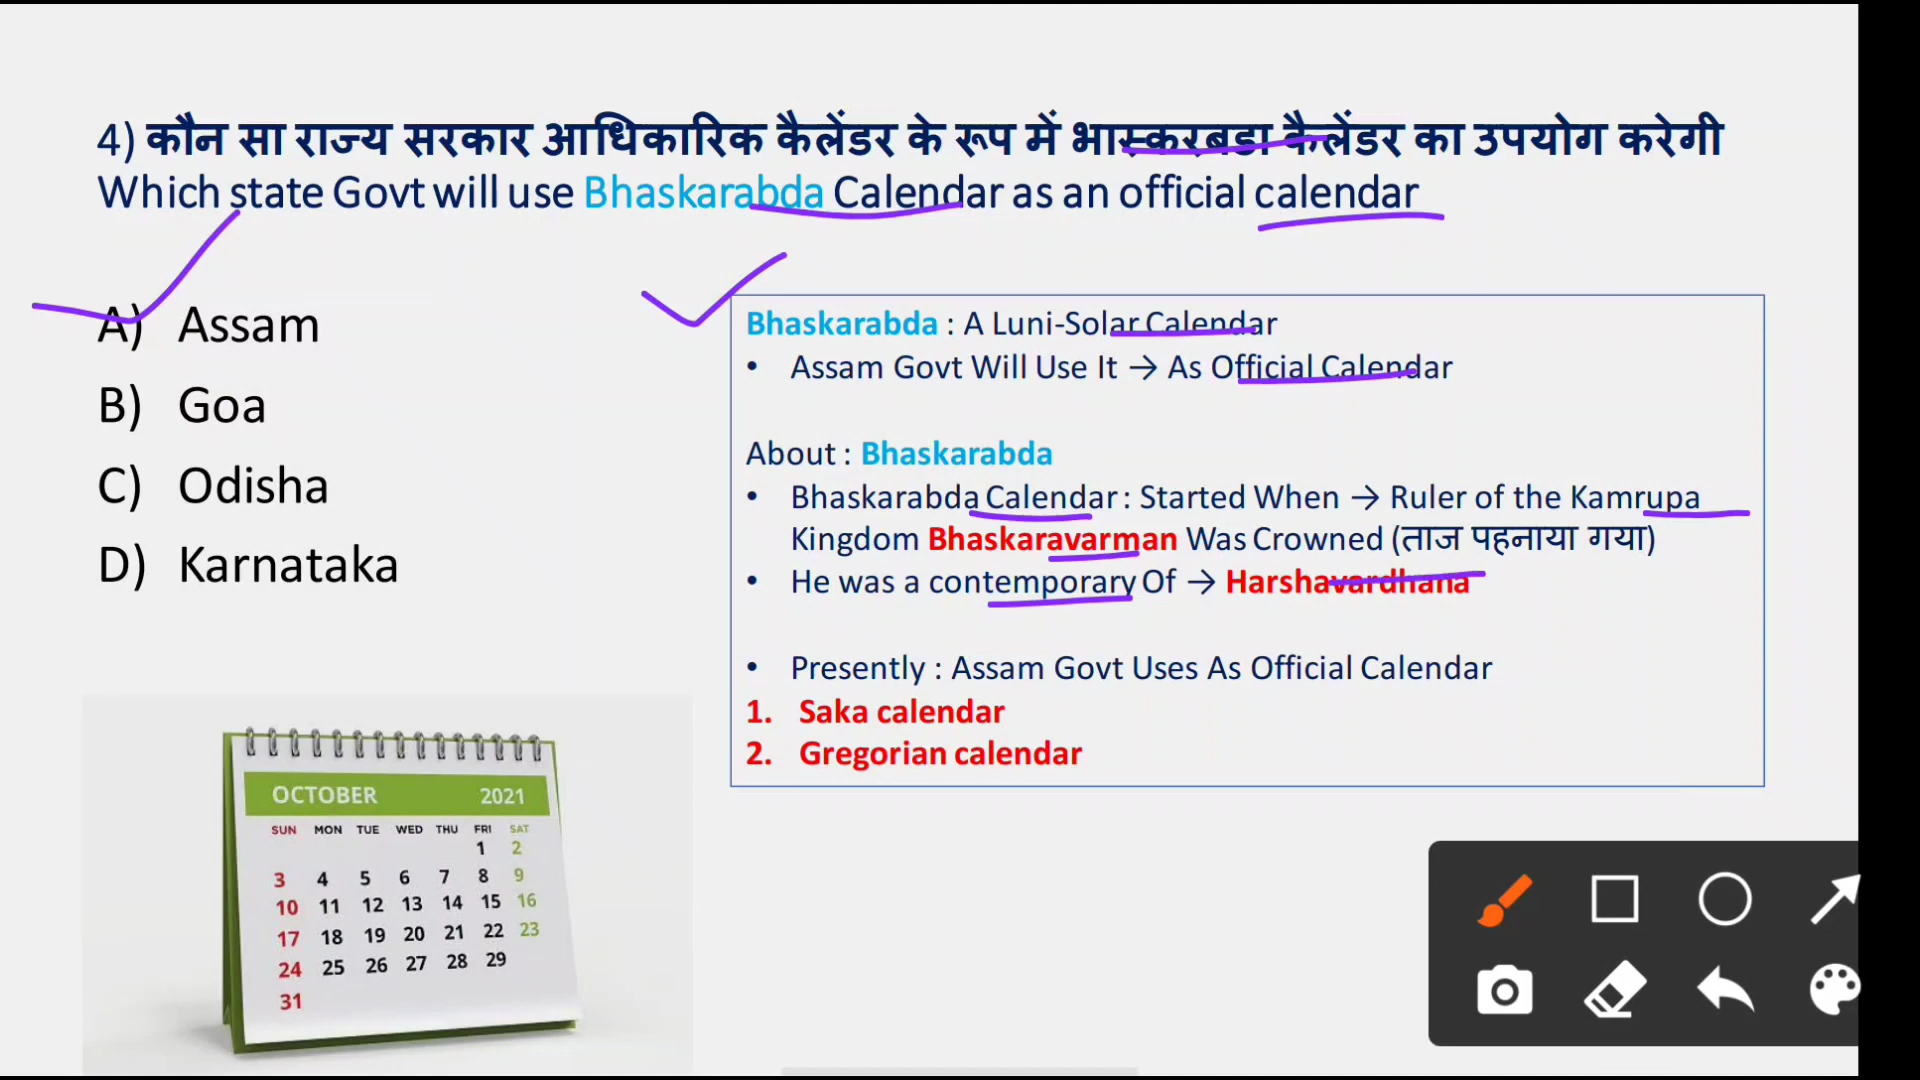 4) कौन सा राज्य सरकार आधिकारिक कैलेंडर के रूप में भास्करबडा कैलेंडर का उपयोग करेगी
Which state Govt will use Bhaskarabda Calendar as an official calendar
A) Assam
B) Goa
C) Odisha
D) Karnataka
Bhaskarabda : A Luni-Solar Calendar
• Assam Govt Will Use It → As Official Calendar
About : Bhaskarabda
• Bhaskarabda Calendar : Started When → Ruler of the Kamrupa
Kingdom Bhaskaravarman Was Crowned (ताज पहनाया गया)
• He was a contemporary Of → Harshavardhana
• Presently : Assam Govt Uses As Official Calendar
1. Saka calendar
2. Gregorian calendar
OCTOBER 2021
SUN MON TUE WED THU FRI SAT
1 2
3 4 5 6 7 8 9
10 11 12 13 14 15 16
17 18 19 20 21 22 23
24 25 26 27 28 29
31